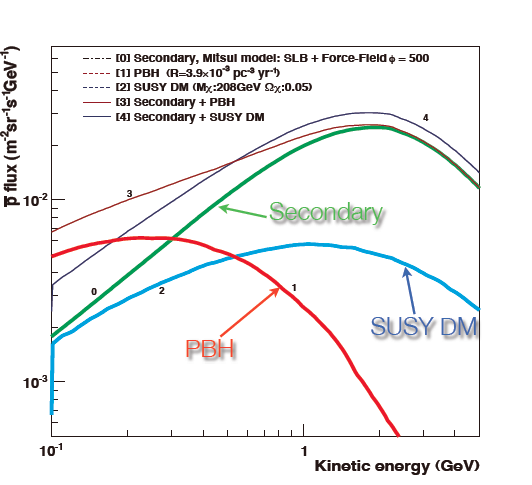 [0] Secondary, Mitsui model: SLB + Force-Field ϕ = 500
[1] PBH (R=3.9×10⁻³ pc⁻³ yr⁻¹)
[2] SUSY DM (Mχ:208GeV Ωχ:0.05)
[3] Secondary + PBH
[4] Secondary + SUSY DM
p̅ flux (m⁻²sr⁻¹s⁻¹GeV⁻¹)
4
3
10⁻²
Secondary
0
2
1
SUSY DM
PBH
10⁻³
10⁻¹
1
Kinetic energy (GeV)